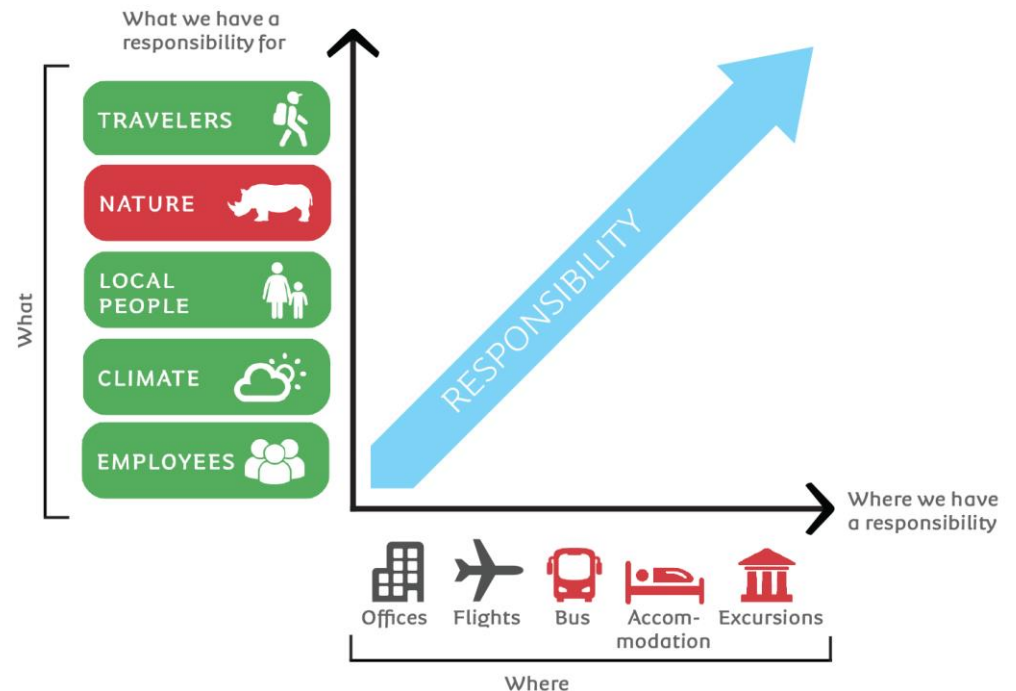 What we have a
responsibility for
What
TRAVELERS
NATURE
LOCAL
PEOPLE
CLIMATE
EMPLOYEES
RESPONSIBILITY
Where we have
a responsibility
Offices
Flights
Bus
Accom-
modation
Excursions
Where